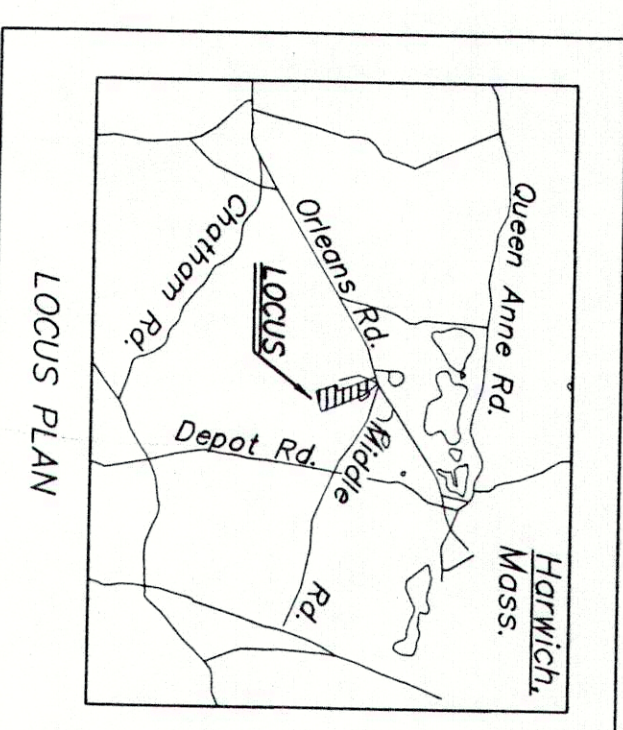 Queen Anne Rd.
Harwich,
Mass.
Orleans Rd.
Middle Rd.
LOCUS
Depot Rd.
Chatham Rd.
LOCUS PLAN